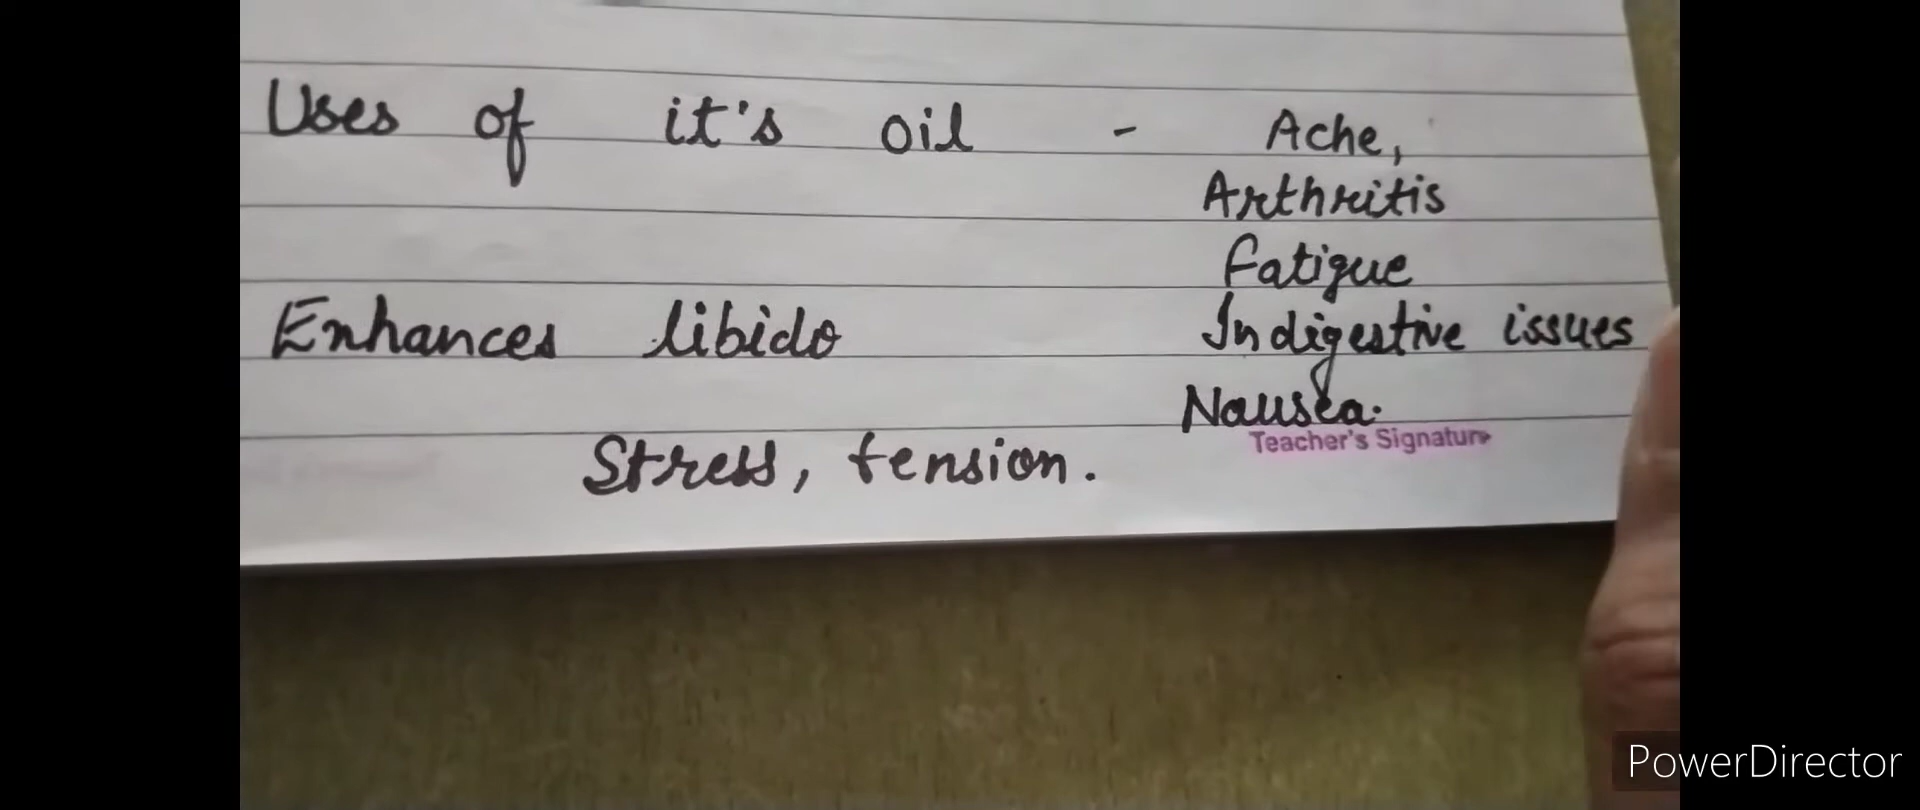 Uses of it's oil - Ache,
Arthritis
Fatigue
Enhances libido Indigestive issues
Nausea.
Teacher's Signature
Stress, tension.
PowerDirector